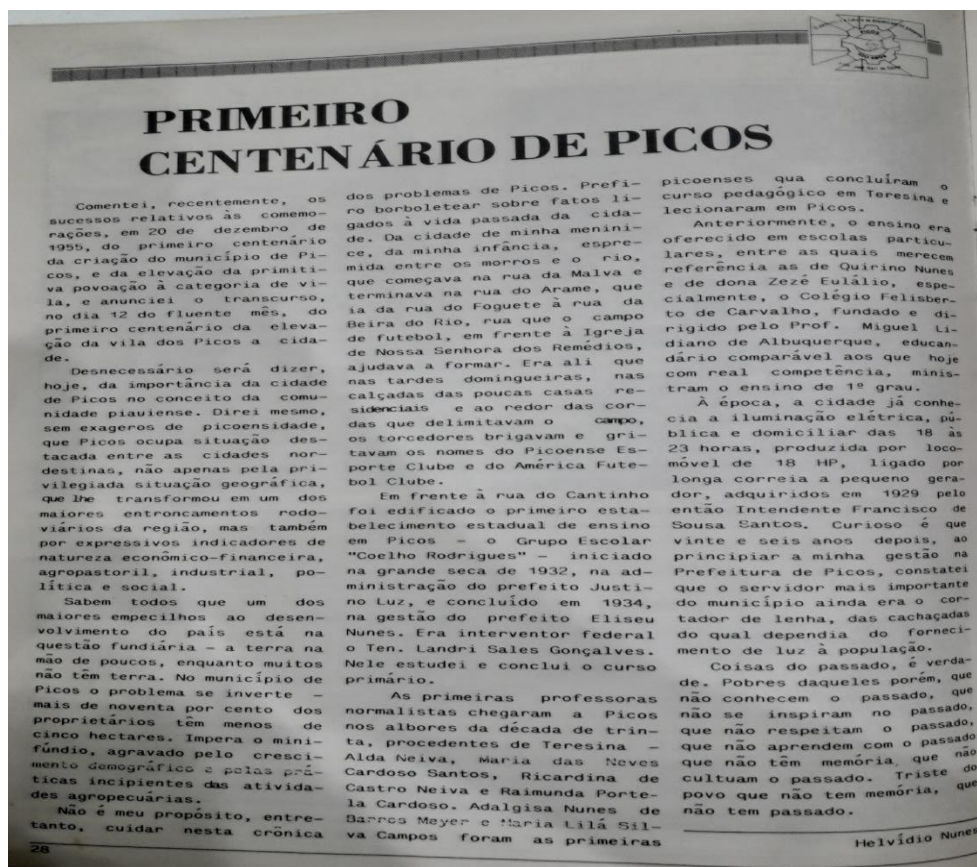 PRIMEIRO
CENTENÁRIO DE PICOS
Comentei, recentemente, os
sucessos relativos às comemo-
rações, em 20 de dezembro de
1955, do primeiro centenário
da criação do município de Pi-
cos, e da elevação da primiti-
va povoação à categoria de vi-
la, e anunciei o transcurso,
no dia 12 do fluente mês, do
primeiro centenário da eleva-
ção da vila dos Picos a cida-
de.
Desnecessário será dizer,
hoje, da importância da cidade
de Picos no conceito da comu-
nidade piauiense. Direi mesmo,
sem exageros de picoensidade,
que Picos ocupa situação des-
tacada entre as cidades nor-
destinas, não apenas pela pri-
vilegiada situação geográfica,
que lhe transformou em um dos
maiores entroncamentos rodo-
viários da região, mas também
por expressivos indicadores de
natureza econômico-financeira,
agropastoril, industrial, po-
lítica e social.
Sabem todos que um dos
maiores empecilhos ao desen-
volvimento do país está na
questão fundiária - a terra na
mão de poucos, enquanto muitos
não têm terra. No município de
Picos o problema se inverte -
mais de noventa por cento dos
proprietários têm menos de
cinco hectares. Impera o mini-
fúndio, agravado pelo cresci-
mento demográfico e pelas prá-
ticas incipientes das ativida-
des agropecuárias.
Não é meu propósito, entre-
tanto, cuidar nesta crônica
dos problemas de Picos. Prefi-
ro borboletear sobre fatos li-
gados à vida passada da cida-
de. Da cidade de minha menini-
ce, da minha infância, espre-
mida entre os morros e o rio,
que começava na rua da Malva e
terminava na rua do Arame, que
ia da rua do Foguete à rua da
Beira do Rio, rua que o campo
de futebol, em frente à Igreja
de Nossa Senhora dos Remédios,
ajudava a formar. Era ali que
nas tardes domingueiras, nas
calçadas das poucas casas re-
sidenciais e ao redor das cor-
das que delimitavam o campo,
os torcedores brigavam e gri-
tavam os nomes do Picoense Es-
porte Clube e do América Fute-
bol Clube.
Em frente à rua do Cantinho
foi edificado o primeiro esta-
belecimento estadual de ensino
em Picos - o Grupo Escolar
"Coelho Rodrigues" - iniciado
na grande seca de 1932, na ad-
ministração do prefeito Justi-
no Luz, e concluído em 1934,
na gestão do prefeito Eliseu
Nunes. Era interventor federal
o Ten. Landri Sales Gonçalves.
Nele estudei e conclui o curso
primário.
As primeiras professoras
normalistas chegaram a Picos
nos albores da década de trin-
ta, procedentes de Teresina -
Alda Neiva, Maria das Neves
Cardoso Santos, Ricardina de
Castro Neiva e Raimunda Porte-
la Cardoso. Adalgisa Nunes de
Barros Meyer e Maria Lilá Sil-
va Campos foram as primeiras
picoenses qua concluíram o
curso pedagógico em Teresina e
lecionaram em Picos.
Anteriormente, o ensino era
oferecido em escolas particu-
lares, entre as quais merecem
referência as de Quirino Nunes
e de dona Zezé Eulálio, espe-
cialmente, o Colégio Felisber-
to de Carvalho, fundado e di-
rigido pelo Prof. Miguel Li-
diano de Albuquerque, educan-
dário comparável aos que hoje
com real competência, minis-
tram o ensino de 1º grau.
À época, a cidade já conhe-
cia a iluminação elétrica, pú-
blica e domiciliar das 18 às
23 horas, produzida por loco-
móvel de 18 HP, ligado por
longa correia a pequeno gera-
dor, adquiridos em 1929 pelo
então Intendente Francisco de
Sousa Santos. Curioso é que
vinte e seis anos depois, ao
principiar a minha gestão na
Prefeitura de Picos, constatei
que o servidor mais importante
do município ainda era o cor-
tador de lenha, das cachaçadas
do qual dependia do forneci-
mento de luz à população.
Coisas do passado, é verda-
de. Pobres daqueles porém, que
não conhecem o passado, que
não se inspiram no passado,
que não respeitam o passado,
que não aprendem com o passado
que não têm memória, que não
cultuam o passado. Triste do
povo que não tem memória, que
não tem passado.
Helvídio Nunes
28